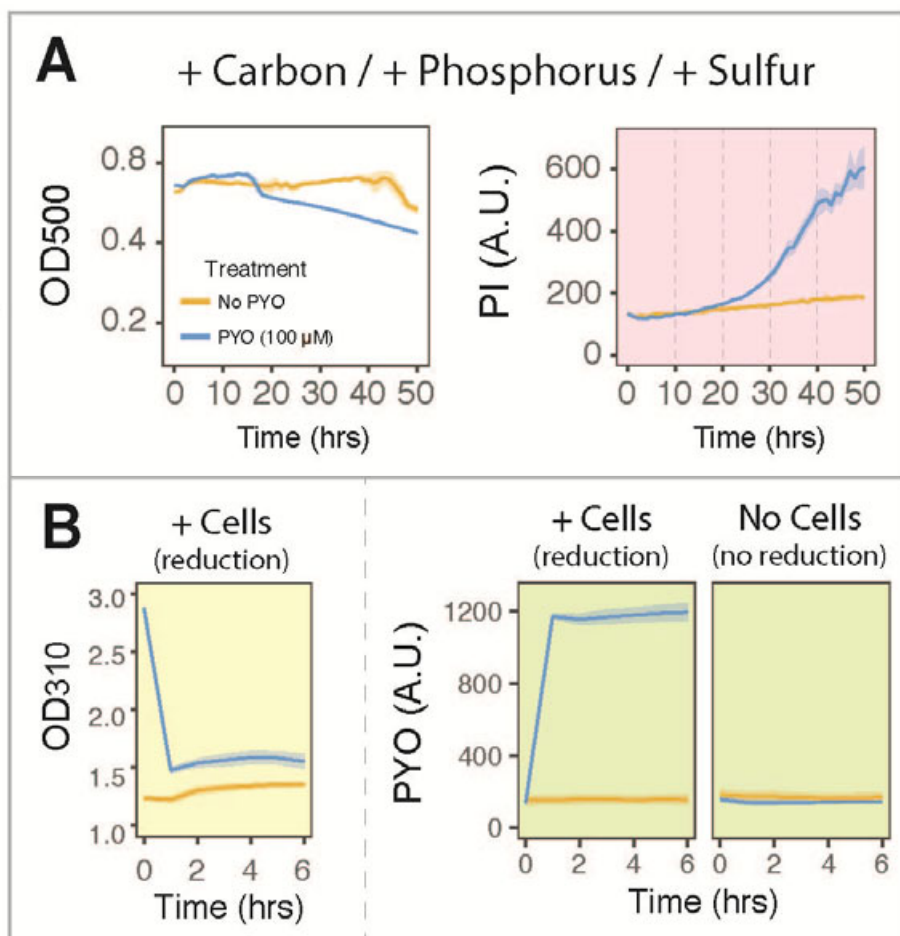 A
+ Carbon / + Phosphorus / + Sulfur
OD500
0.8
0.4
0.2
Treatment
No PYO
PYO (100 µM)
0 10 20 30 40 50
Time (hrs)
PI (A.U.)
600
400
200
0
0 10 20 30 40 50
Time (hrs)
B
+ Cells
(reduction)
OD310
3.0
2.5
2.0
1.5
1.0
0 2 4 6
Time (hrs)
+ Cells
(reduction)
No Cells
(no reduction)
PYO (A.U.)
1200
800
400
0
0 2 4 6
0 2 4 6
Time (hrs)